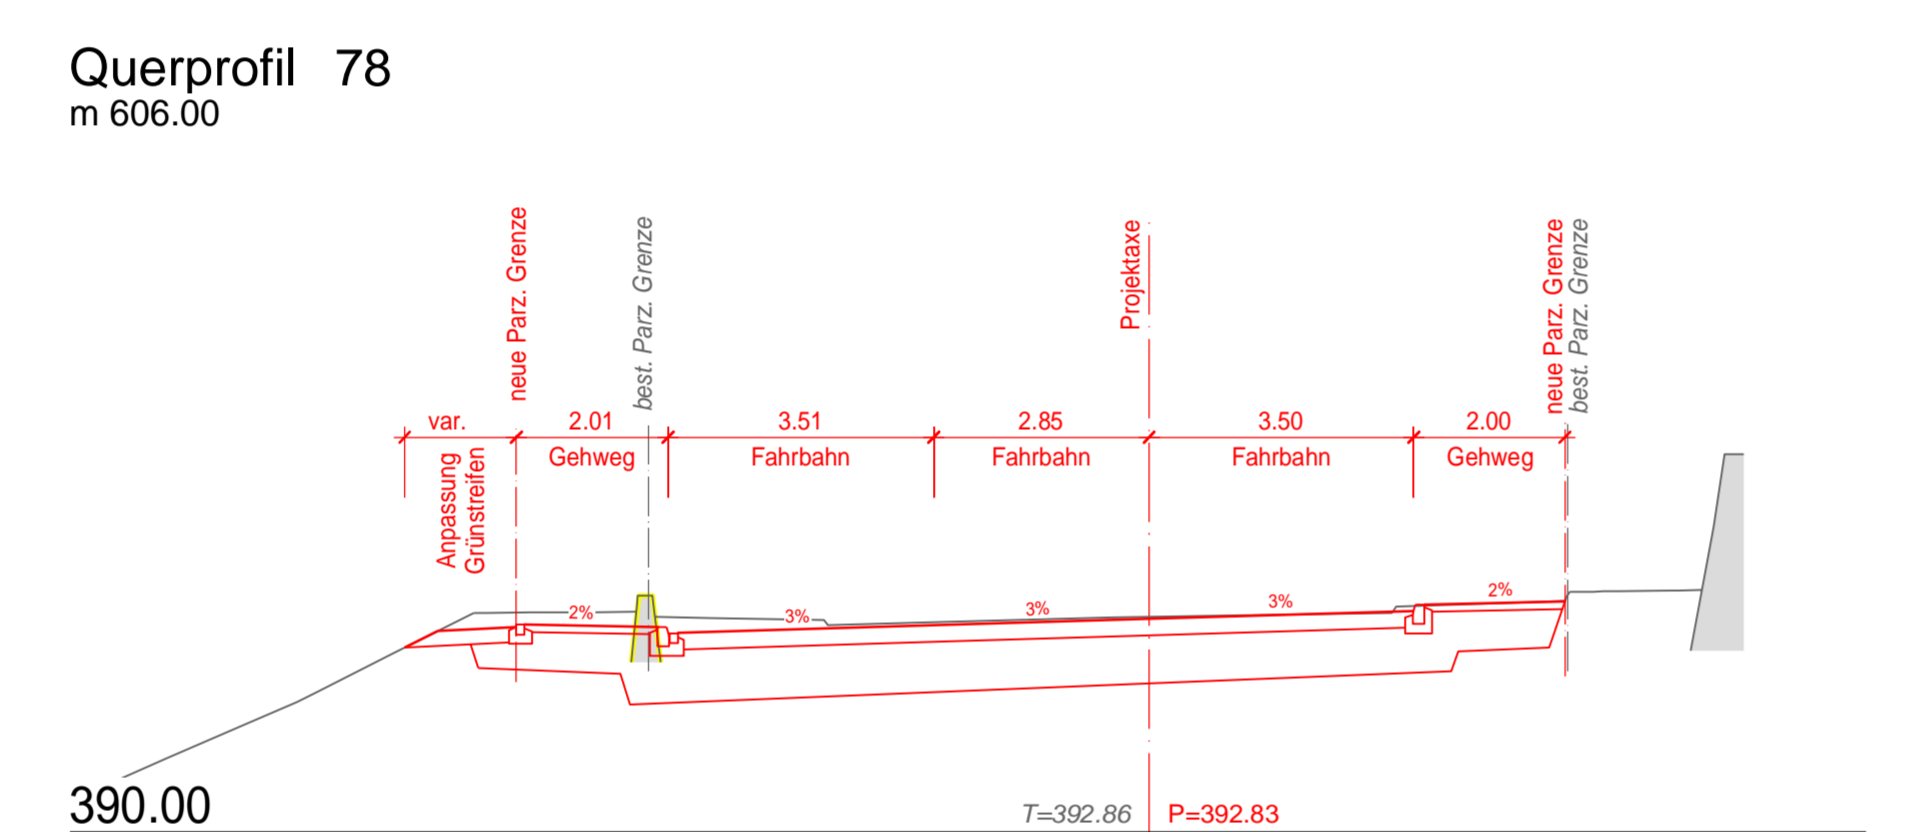 Querprofil 78
m 606.00
neue Parz. Grenze
best. Parz. Grenze
Projektaxe
neue Parz. Grenze
best. Parz. Grenze
var.
2.01
3.51
2.85
3.50
2.00
Anpassung
Grünstreifen
Gehweg
Fahrbahn
Fahrbahn
Fahrbahn
Gehweg
2%
3%
3%
3%
2%
390.00
T=392.86
P=392.83